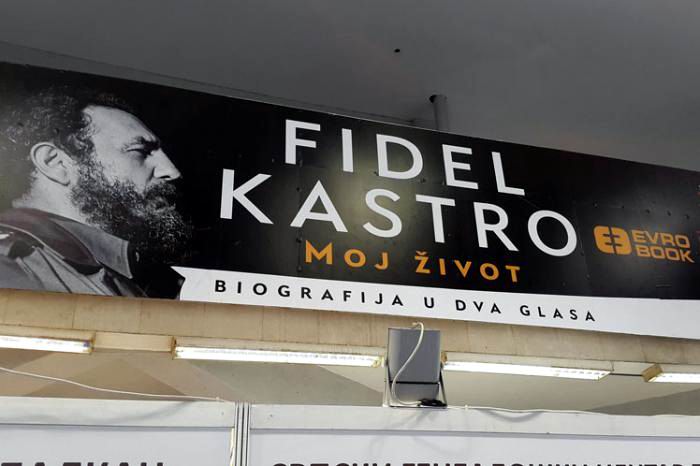 FIDEL
KASTRO
MOJ ŽIVOT
EVRO
BOOK
BIOGRAFIJA U DVA GLASA